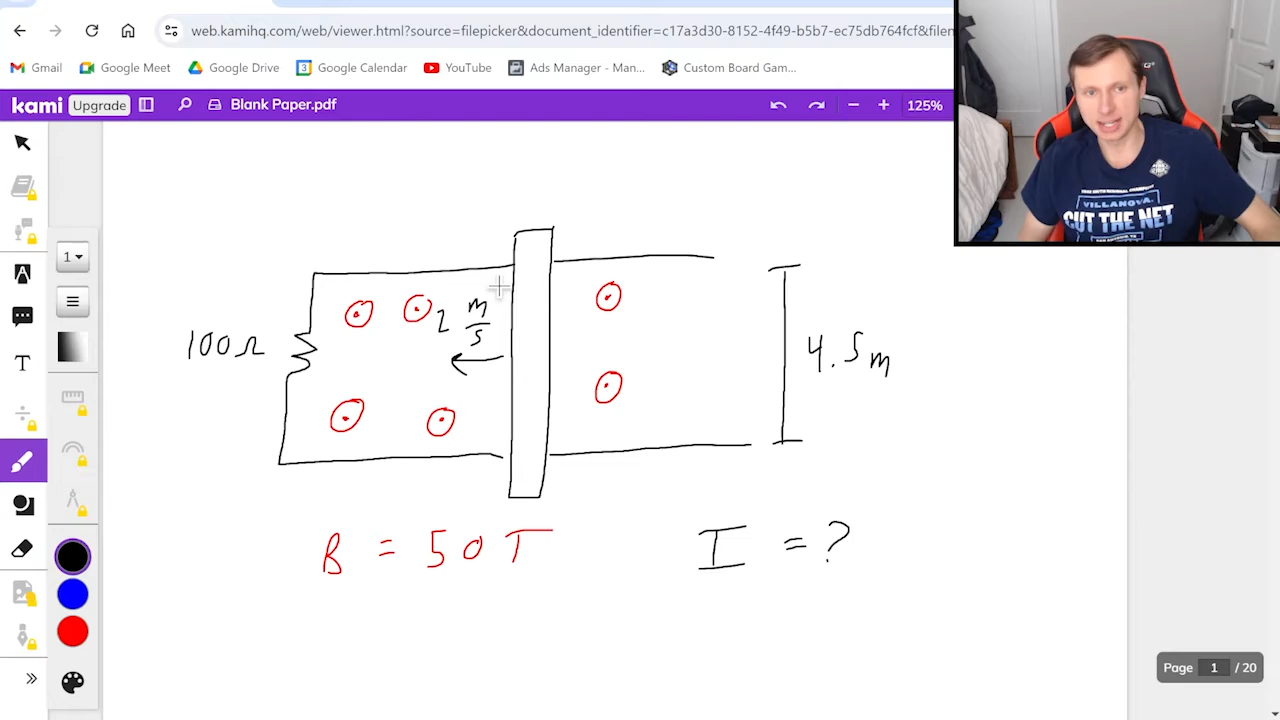 web.kamihq.com/web/viewer.html?source=filepicker&document_identifier=c17a3d30-8152-4f49-b5b7-ec75db764fcf&filen
Gmail Google Meet Google Drive Google Calendar YouTube Ads Manager - Man... Custom Board Gam...
kami Upgrade Blank Paper.pdf 125%
VILLANOVA
CUT THE NET
1
T
A
2 m/s
100Ω
4.5m
B = 50T
I = ?
Page 1 / 20